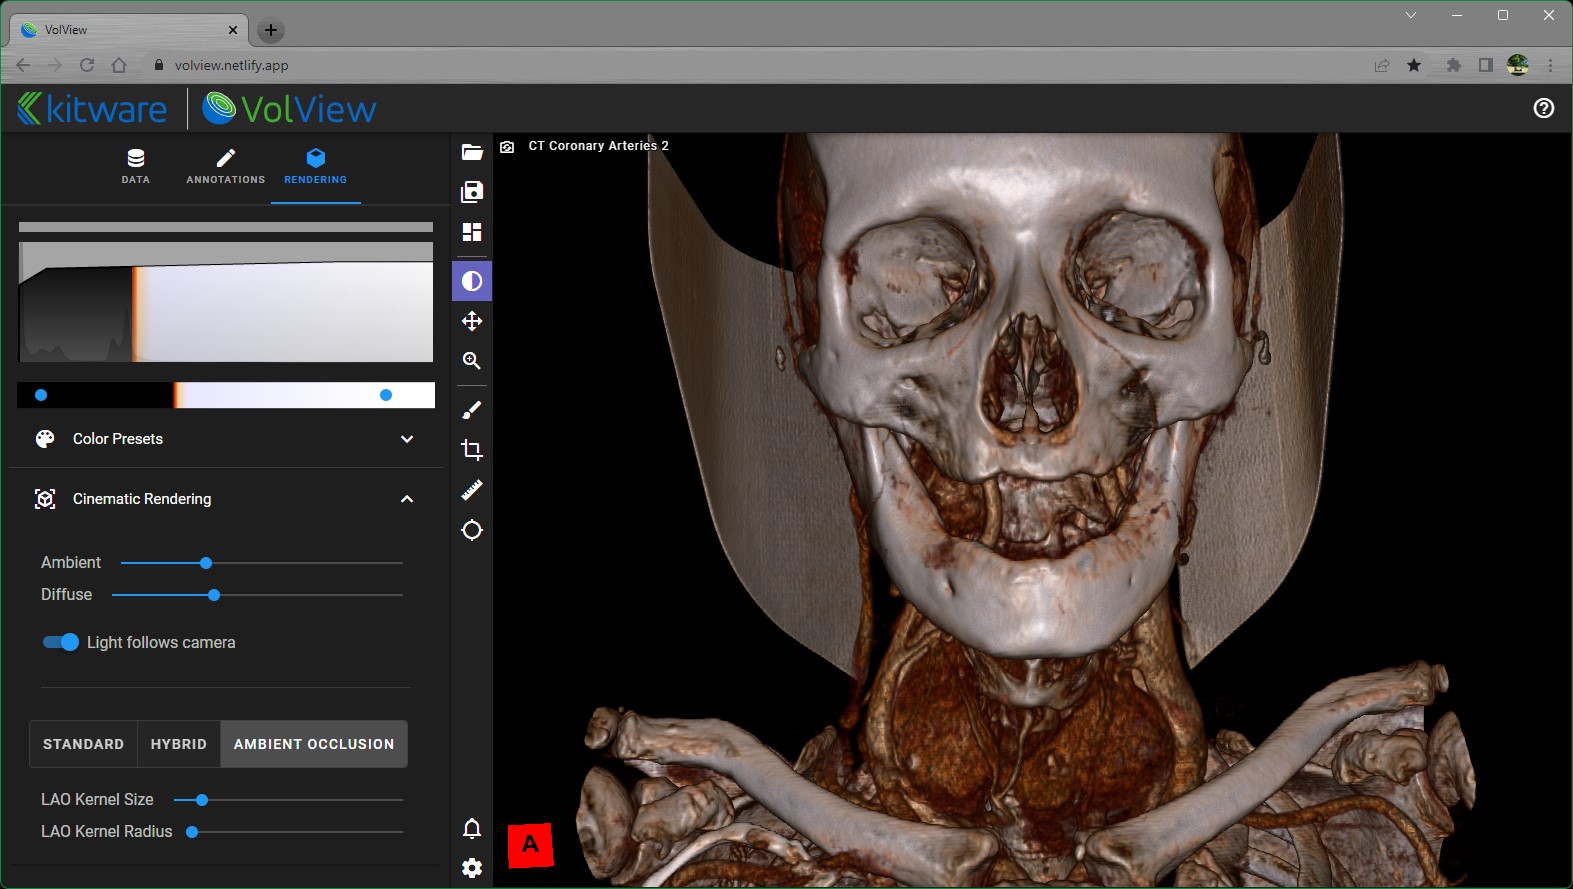 VolView
volview.netlify.app
kitware VolView
DATA
ANNOTATIONS
RENDERING
CT Coronary Arteries 2
Color Presets
Cinematic Rendering
Ambient
Diffuse
Light follows camera
STANDARD
HYBRID
AMBIENT OCCLUSION
LAO Kernel Size
LAO Kernel Radius
A